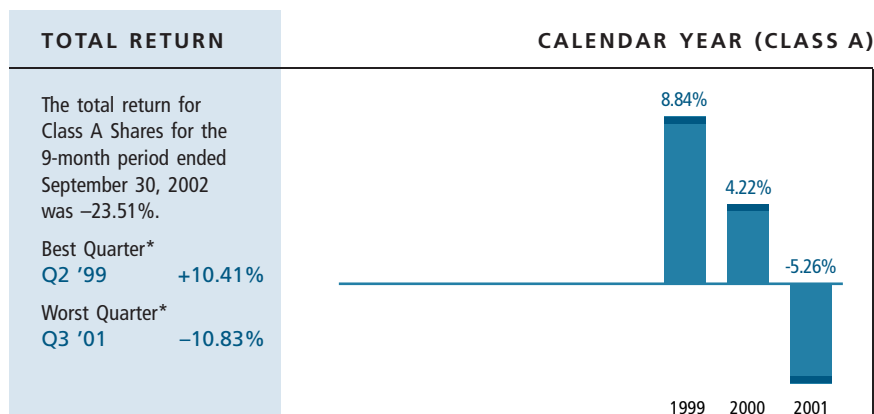 TOTAL RETURN
CALENDAR YEAR (CLASS A)
The total return for
Class A Shares for the
9-month period ended
September 30, 2002
was –23.51%.
Best Quarter*
Q2 ’99 +10.41%
Worst Quarter*
Q3 ’01 –10.83%
8.84%
4.22%
-5.26%
1999 2000 2001